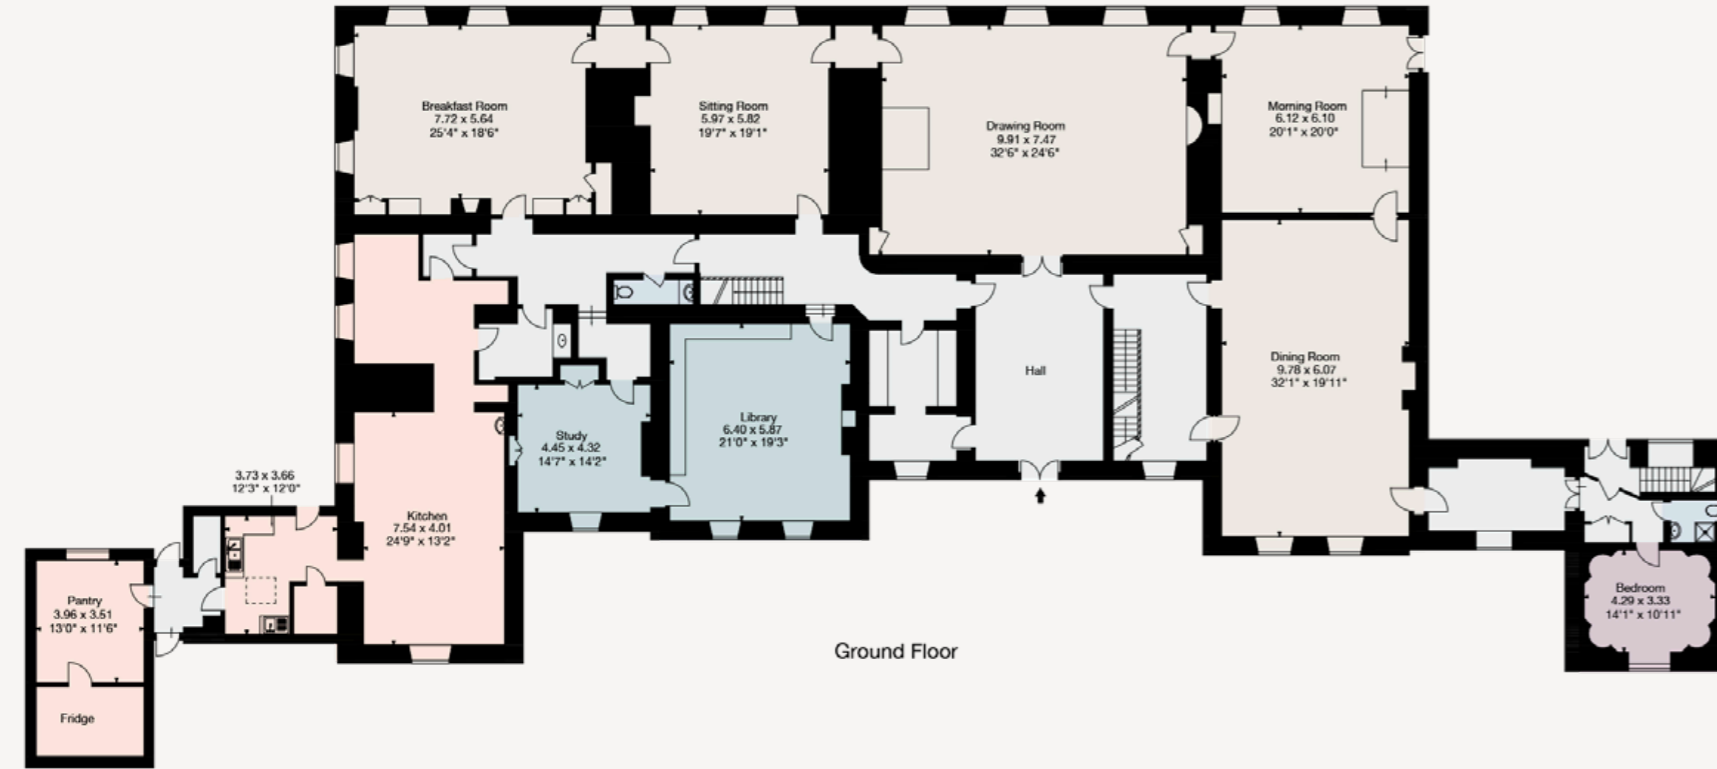 Breakfast Room
7.72 x 5.64
25'4" x 18'6"
Sitting Room
5.97 x 5.82
19'7" x 19'1"
Drawing Room
9.91 x 7.47
32'6" x 24'6"
Morning Room
6.12 x 6.10
20'1" x 20'0"
Hall
Dining Room
9.78 x 6.07
32'1" x 19'11"
Library
6.40 x 5.87
21'0" x 19'3"
Study
4.45 x 4.32
14'7" x 14'2"
3.73 x 3.66
12'3" x 12'0"
Kitchen
7.54 x 4.01
24'9" x 13'2"
Pantry
3.96 x 3.51
13'0" x 11'6"
Fridge
Bedroom
4.29 x 3.33
14'1" x 10'11"
Ground Floor